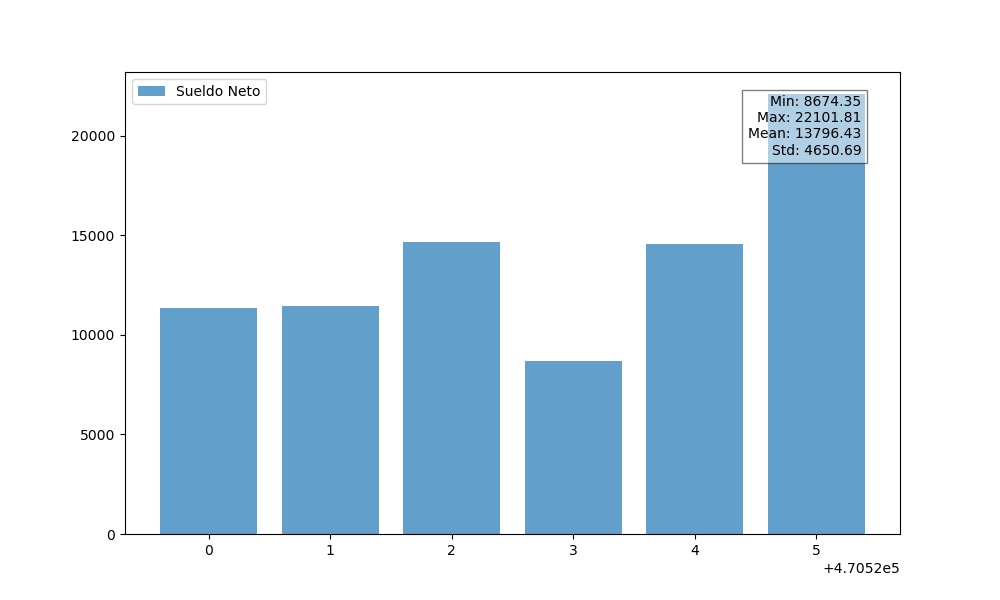 Sueldo Neto
Min: 8674.35
Max: 22101.81
Mean: 13796.43
Std: 4650.69
20000
15000
10000
5000
0
0 1 2 3 4 5
+4.7052e5